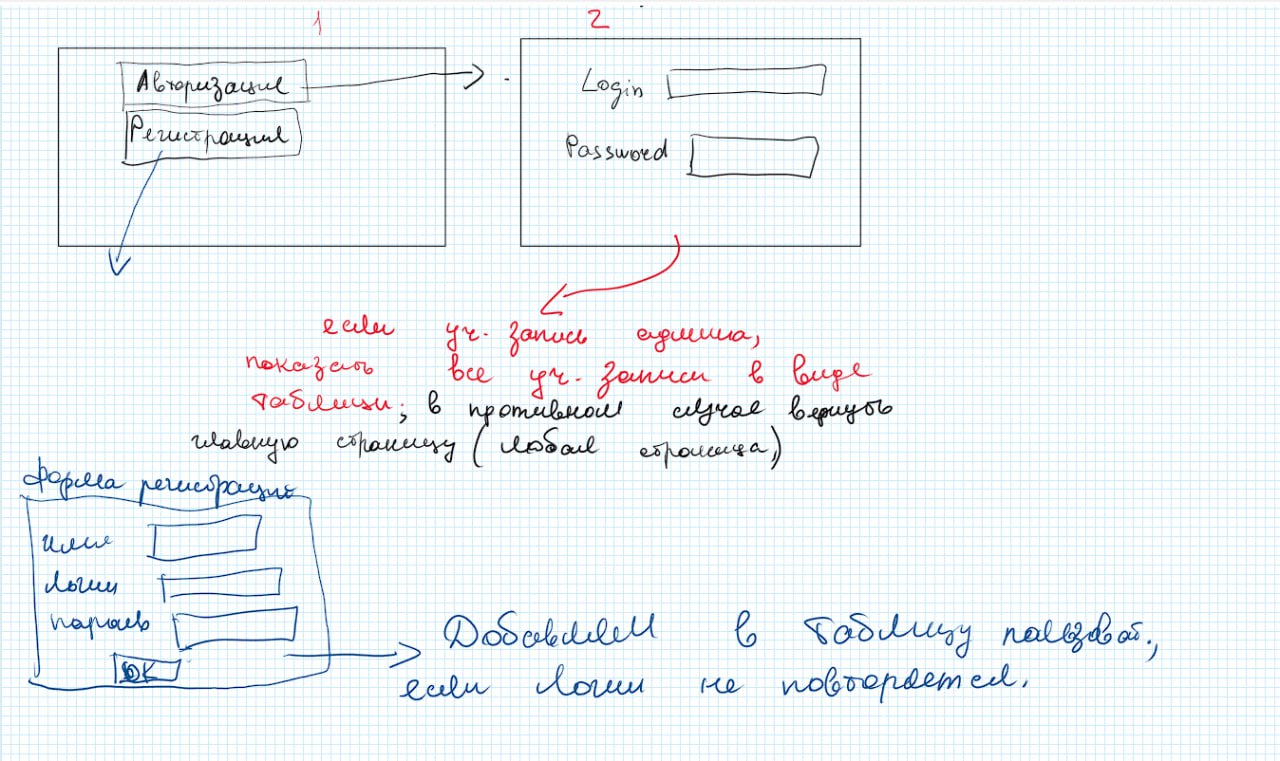 1
2
Авторизация
Регистрация
Login
Password
если уч. запись админа,
показать все уч. записи в виде
таблицы; в противном случае вернуть
главную страницу (любая страница)
Форма регистрации
имя
логин
пароль
OK
Добавляем в таблицу пользоват.,
если логин не повторяется.